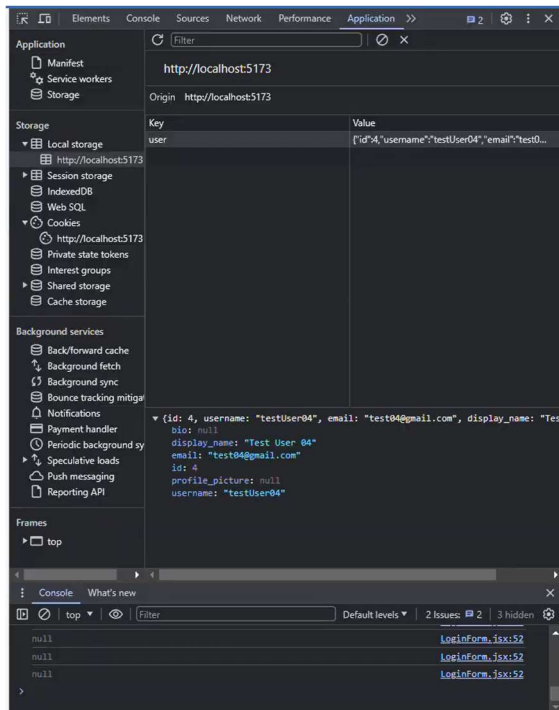 Elements Console Sources Network Performance Application 2
Application
Filter
Manifest
Service workers
Storage
http://localhost:5173
Origin http://localhost:5173
Storage
Key Value
Local storage
user {"id":4,"username":"testUser04","email":"test0...
http://localhost:5173
Session storage
IndexedDB
Web SQL
Cookies
http://localhost:5173
Private state tokens
Interest groups
Shared storage
Cache storage
Background services
Back/forward cache
Background fetch
Background sync
Bounce tracking mitiga
Notifications
Payment handler
Periodic background sy
Speculative loads
Push messaging
Reporting API
{id: 4, username: "testUser04", email: "test04@gmail.com", display_name: "Tes
bio: null
display_name: "Test User 04"
email: "test04@gmail.com"
id: 4
profile_picture: null
username: "testUser04"
Frames
top
Console What's new
top Filter Default levels 2 Issues: 2 3 hidden
null LoginForm.jsx:52
null LoginForm.jsx:52
null LoginForm.jsx:52